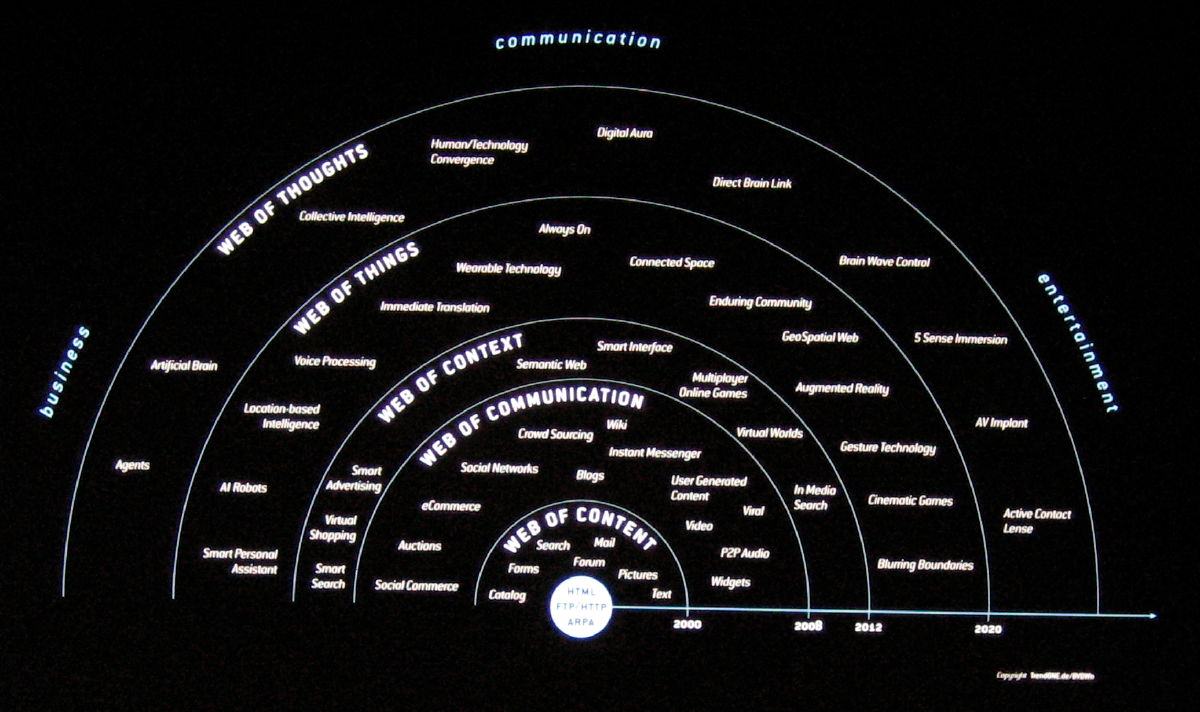 communication
business
entertainment
WEB OF THOUGHTS
Human/Technology
Convergence
Digital Aura
Direct Brain Link
Collective Intelligence
Brain Wave Control
Artificial Brain
5 Sense Immersion
AV Implant
Agents
Active Contact
Lense
WEB OF THINGS
Always On
Wearable Technology
Connected Space
Immediate Translation
Enduring Community
Voice Processing
GeoSpatial Web
Augmented Reality
Location-based
Intelligence
Gesture Technology
AI Robots
Cinematic Games
Smart Personal
Assistant
Blurring Boundaries
WEB OF CONTEXT
Smart Interface
Semantic Web
Multiplayer
Online Games
Virtual Worlds
Smart
Advertising
In Media
Search
Virtual
Shopping
Smart
Search
WEB OF COMMUNICATION
Wiki
Crowd Sourcing
Instant Messenger
Social Networks
Blogs
User Generated
Content
eCommerce
Viral
Video
Auctions
P2P Audio
Social Commerce
Widgets
WEB OF CONTENT
Search
Mail
Forms
Forum
Pictures
Catalog
Text
HTML
FTP/HTTP
ARPA
2000
2008
2012
2020
Copyright TrendONE.de/